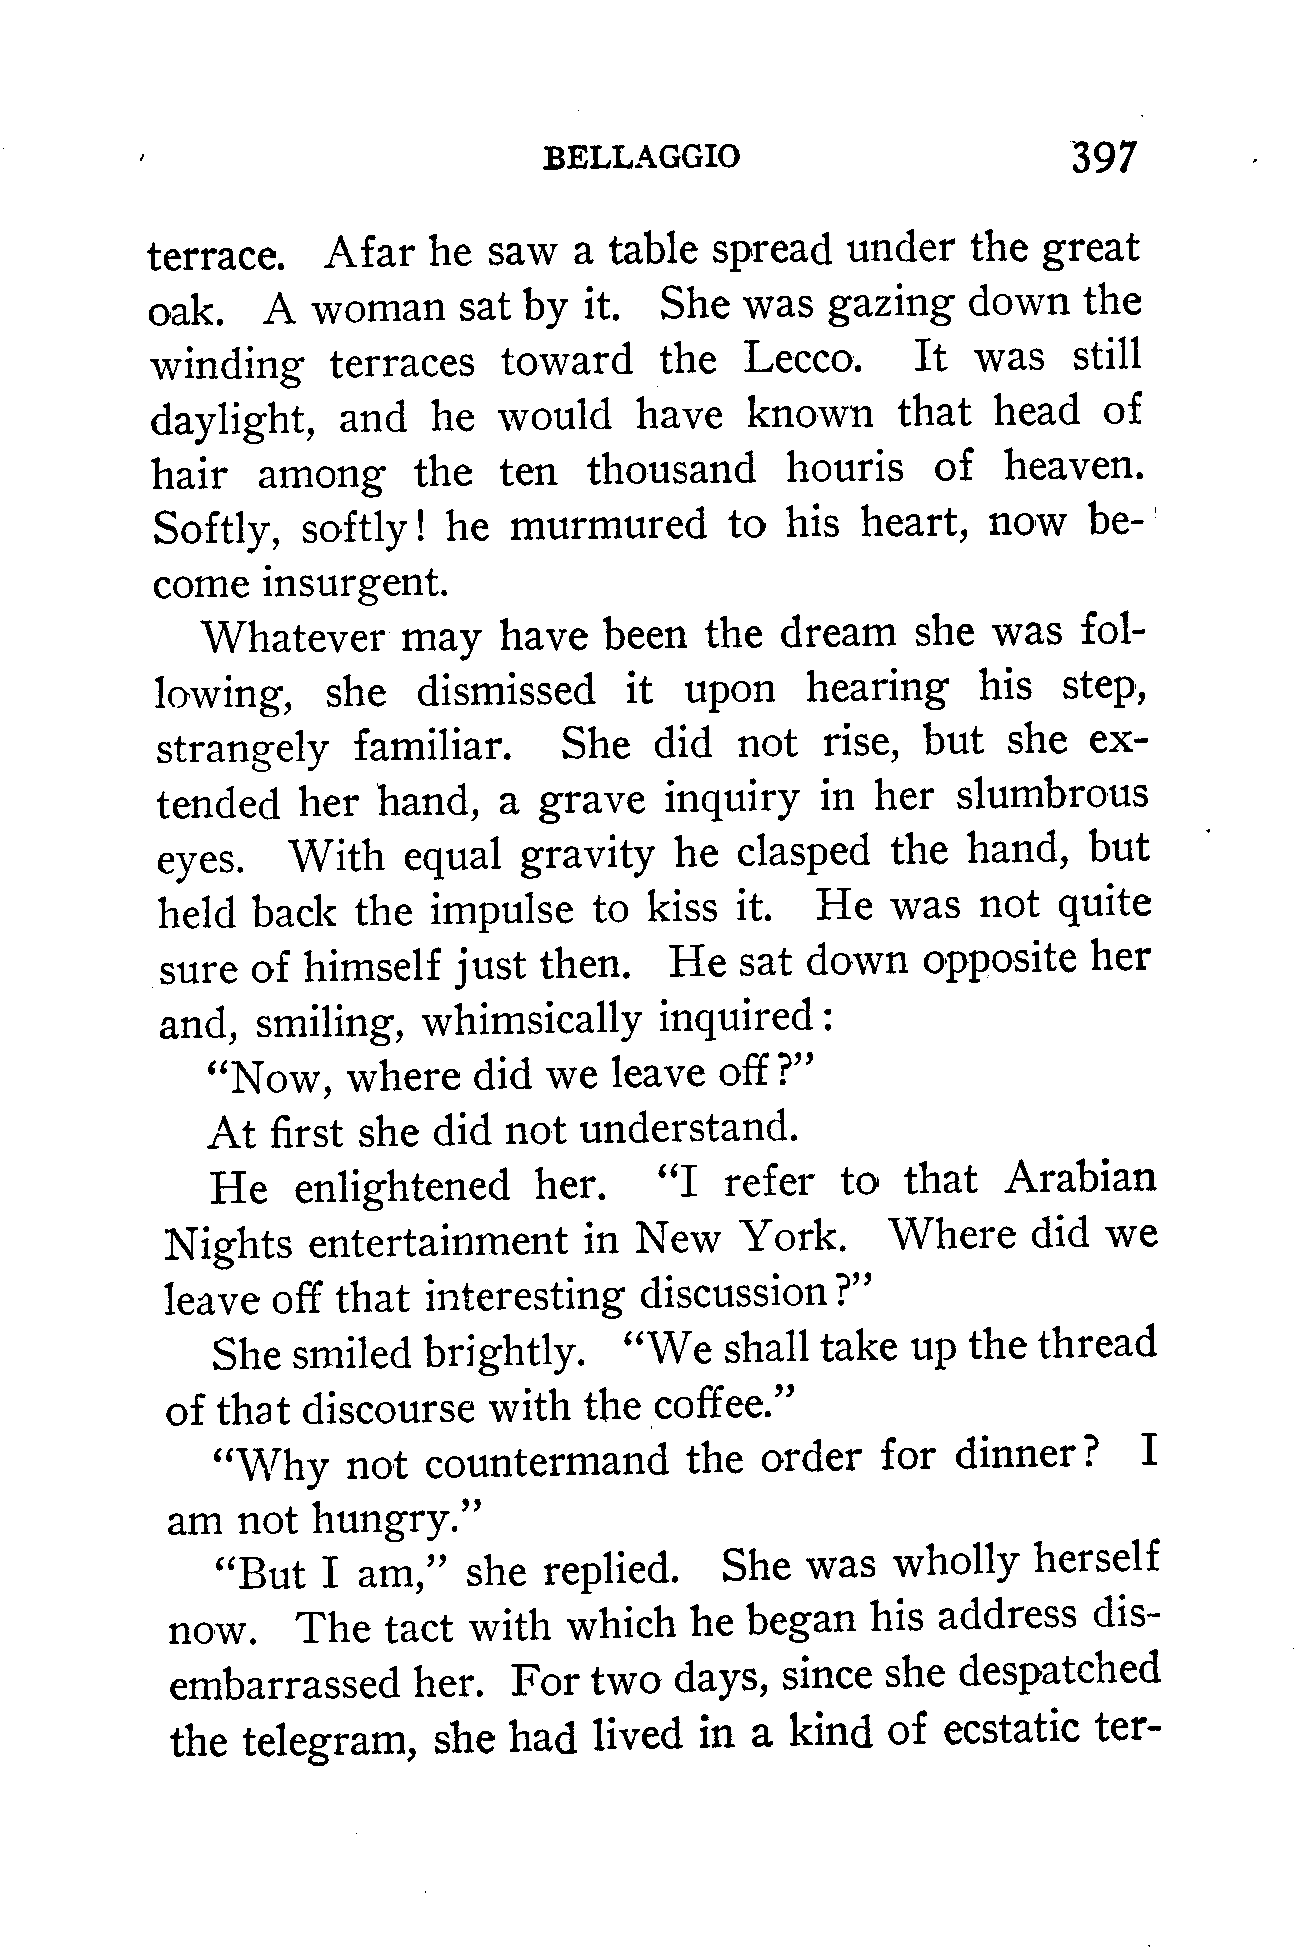 BELLAGGIO 397
terrace. Afar he saw a table spread under the great
oak. A woman sat by it. She was gazing down the
winding terraces toward the Lecco. It was still
daylight, and he would have known that head of
hair among the ten thousand houris of heaven.
Softly, softly! he murmured to his heart, now be-
come insurgent.
Whatever may have been the dream she was fol-
lowing, she dismissed it upon hearing his step,
strangely familiar. She did not rise, but she ex-
tended her hand, a grave inquiry in her slumbrous
eyes. With equal gravity he clasped the hand, but
held back the impulse to kiss it. He was not quite
sure of himself just then. He sat down opposite her
and, smiling, whimsically inquired:
"Now, where did we leave off?"
At first she did not understand.
He enlightened her. "I refer to that Arabian
Nights entertainment in New York. Where did we
leave off that interesting discussion?"
She smiled brightly. "We shall take up the thread
of that discourse with the coffee."
"Why not countermand the order for dinner? I
am not hungry."
"But I am," she replied. She was wholly herself
now. The tact with which he began his address dis-
embarrassed her. For two days, since she despatched
the telegram, she had lived in a kind of ecstatic ter-